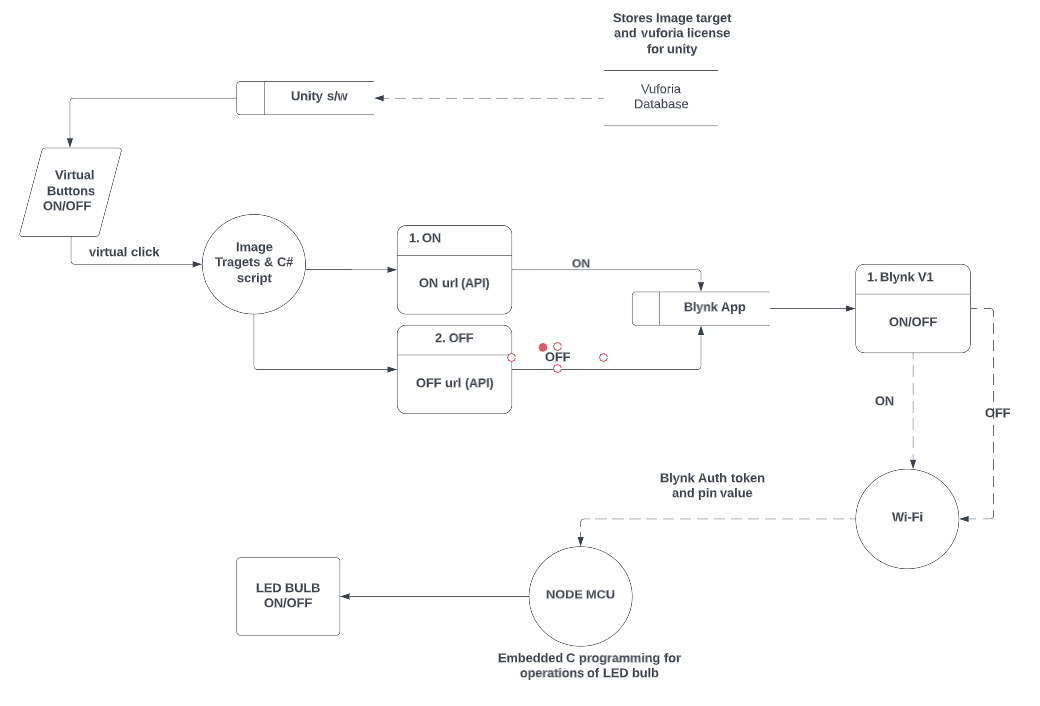 Stores Image target
and vuforia license
for unity
Unity s/w
Vuforia
Database
Virtual
Buttons
ON/OFF
virtual click
Image
Tragets & C#
script
1. ON
ON url (API)
ON
2. OFF
OFF url (API)
OFF
Blynk App
1. Blynk V1
ON/OFF
ON
OFF
Blynk Auth token
and pin value
Wi-Fi
LED BULB
ON/OFF
NODE MCU
Embedded C programming for
operations of LED bulb